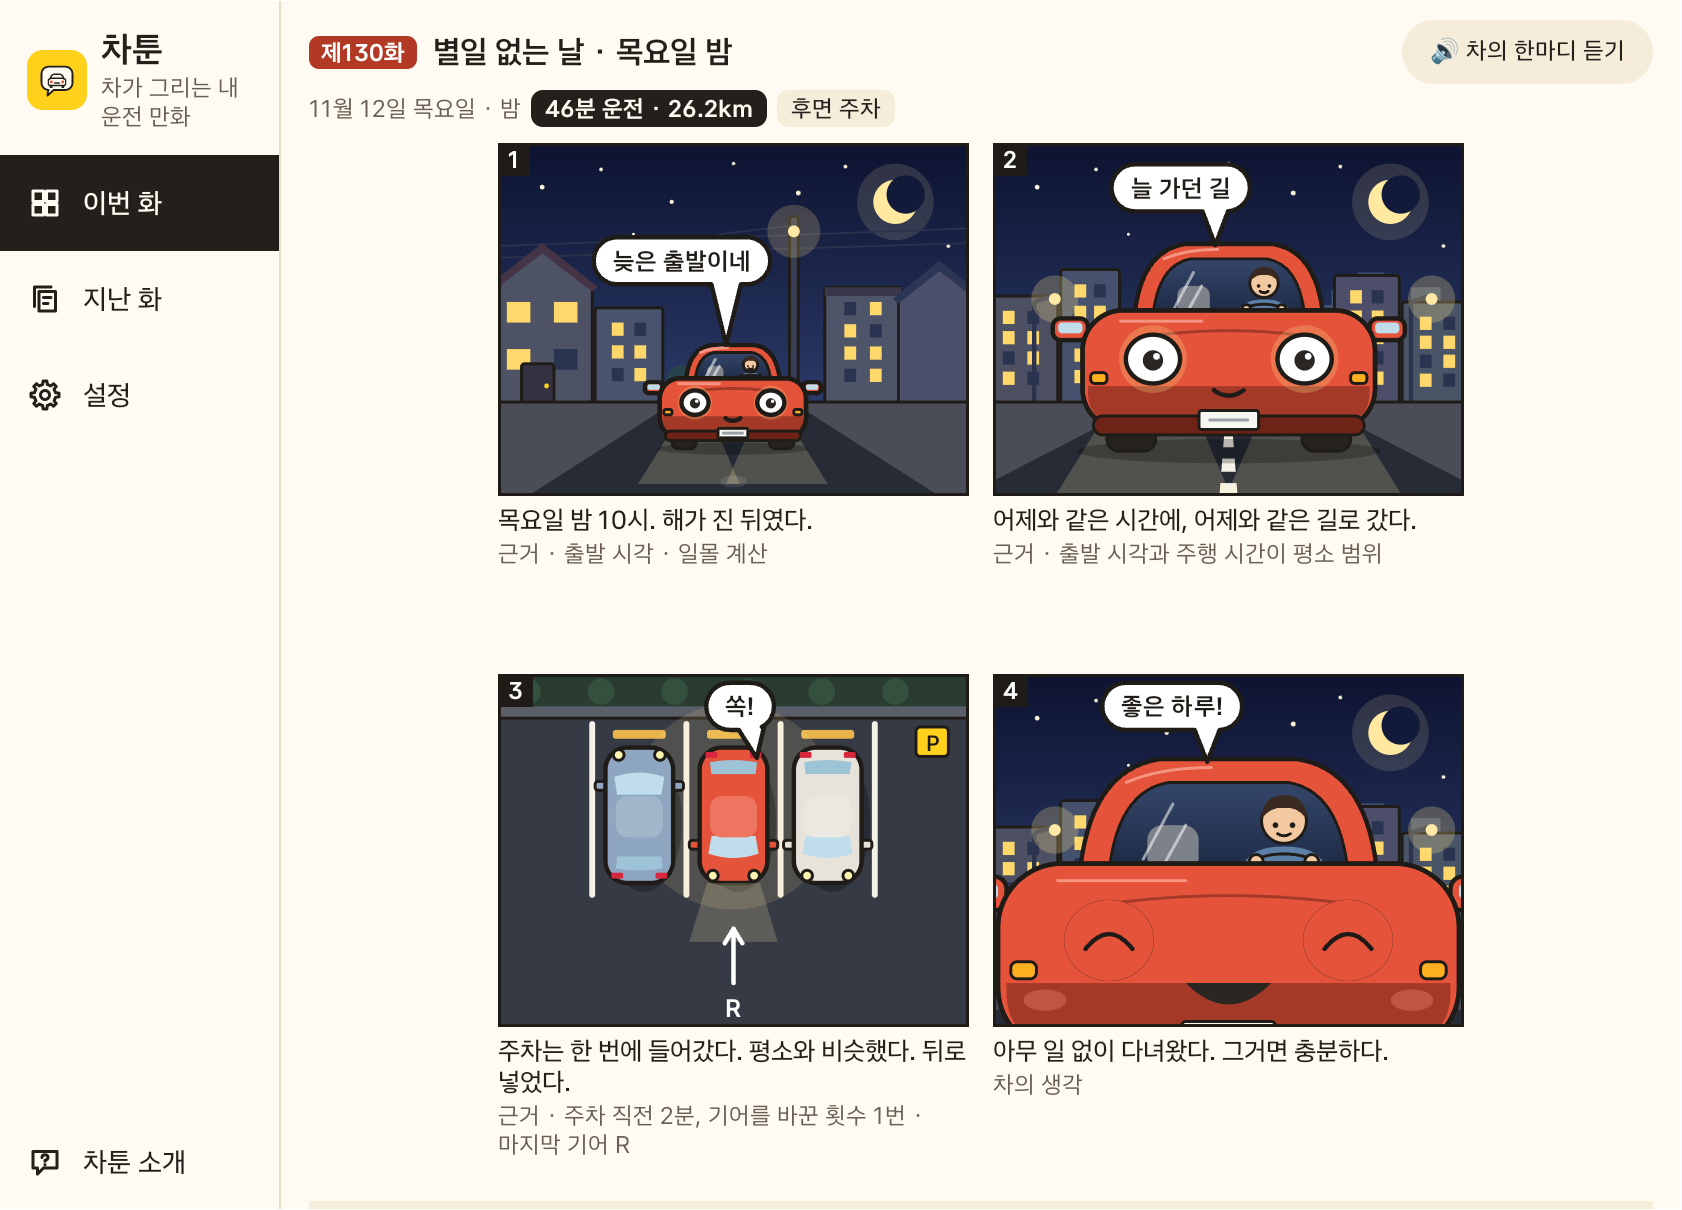 차툰
차가 그리는 내
운전 만화
이번 화
지난 화
설정
차툰 소개
제130화 별일 없는 날 · 목요일 밤
차의 한마디 듣기
11월 12일 목요일 · 밤 46분 운전 · 26.2km 후면 주차
1
늦은 출발이네
목요일 밤 10시. 해가 진 뒤였다.
근거 · 출발 시각 · 일몰 계산
2
늘 가던 길
어제와 같은 시간에, 어제와 같은 길로 갔다.
근거 · 출발 시각과 주행 시간이 평소 범위
3
쏙!
P
R
주차는 한 번에 들어갔다. 평소와 비슷했다. 뒤로
넣었다.
근거 · 주차 직전 2분, 기어를 바꾼 횟수 1번 ·
마지막 기어 R
4
좋은 하루!
아무 일 없이 다녀왔다. 그거면 충분하다.
차의 생각